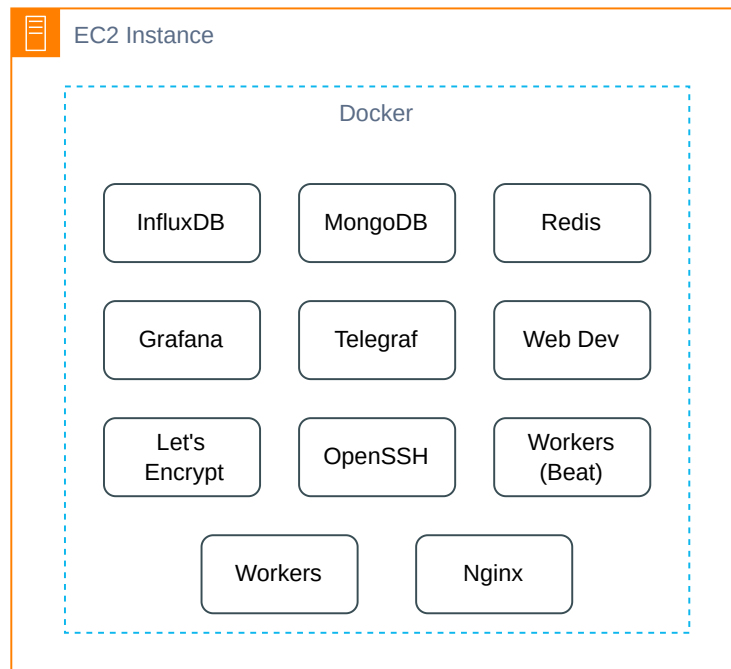 EC2 Instance
Docker
InfluxDB
MongoDB
Redis
Grafana
Telegraf
Web Dev
Let's
Encrypt
OpenSSH
Workers
(Beat)
Workers
Nginx